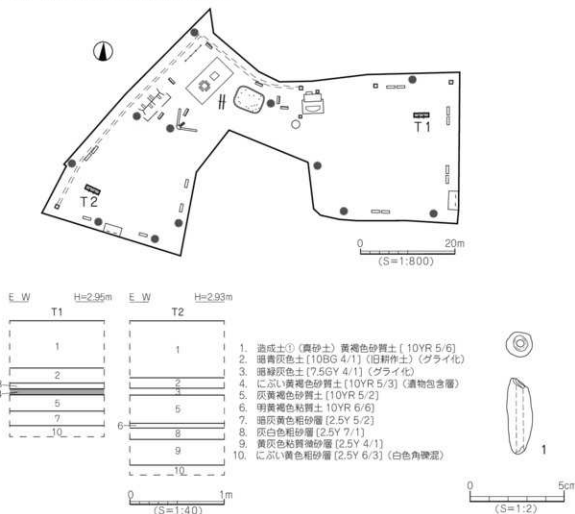 T1
T2
0 20m
(S=1:800)
E W H=2.95m
T1
1
2
3
4
5
7
10
E W H=2.93m
T2
1
2
3
5
6
8
9
10
0 1m
(S=1:40)
1. 造成土①(真砂土) 黄褐色砂質土 [10YR 5/6]
2. 暗青灰色土 [10BG 4/1] (旧耕作土) (グライ化)
3. 暗緑灰色土 [7.5GY 4/1] (グライ化)
4. にぶい黄褐色砂質土 [10YR 5/3] (遺物包含層)
5. 灰黄褐色砂質土 [10YR 5/2]
6. 明黄褐色粘質土 10YR 6/6]
7. 暗灰黄色粗砂層 [2.5Y 5/2]
8. 灰白色粗砂層 [2.5Y 7/1]
9. 黄灰色粘質微砂層 [2.5Y 4/1]
10. にぶい黄色粗砂層 [2.5Y 6/3] (白色角礫混)
1
0 5cm
(S=1:2)